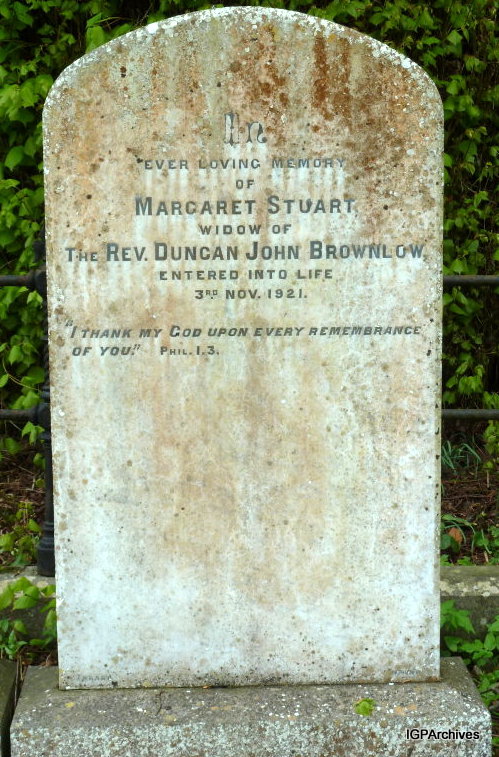 In
EVER LOVING MEMORY
OF
MARGARET STUART
WIDOW OF
THE REV. DUNCAN JOHN BROWNLOW,
ENTERED INTO LIFE
3RD NOV. 1921.
"I THANK MY GOD UPON EVERY REMEMBRANCE
OF YOU." PHIL. I. 3.
IGPArchives